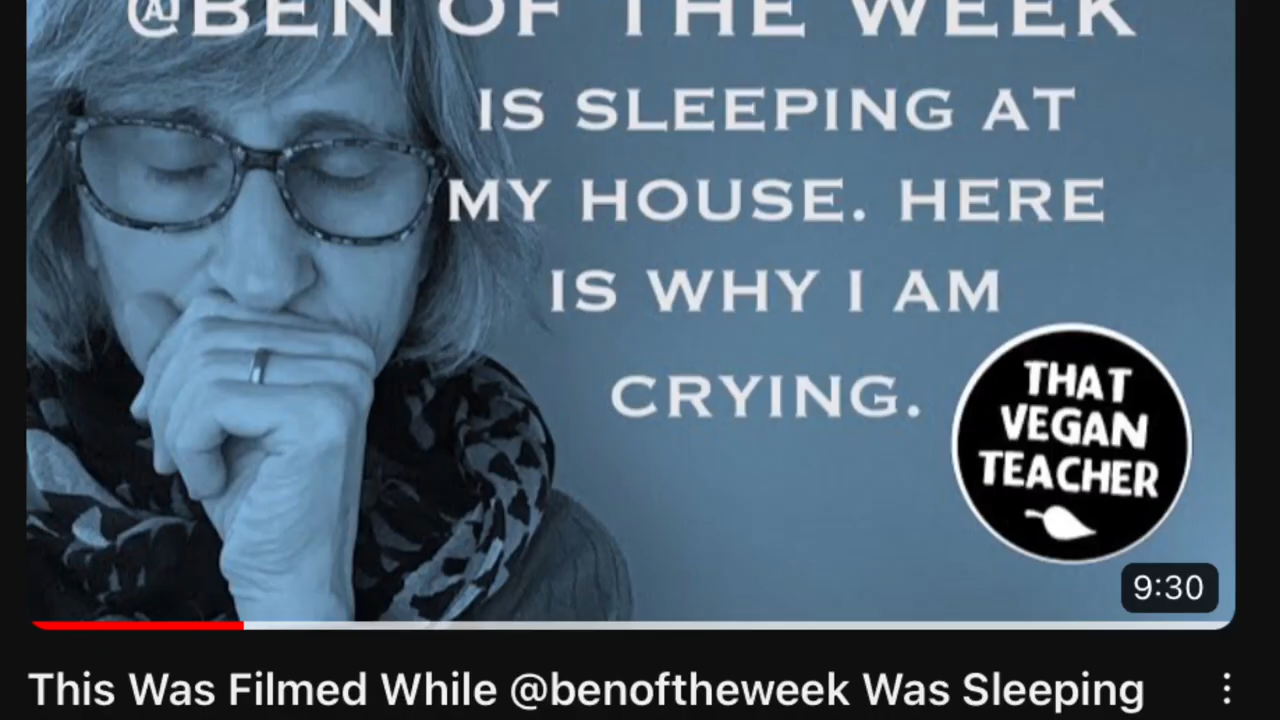 @BEN OF THE WEEK
IS SLEEPING AT
MY HOUSE. HERE
IS WHY I AM
CRYING.
THAT
VEGAN
TEACHER
9:30
This Was Filmed While @benoftheweek Was Sleeping